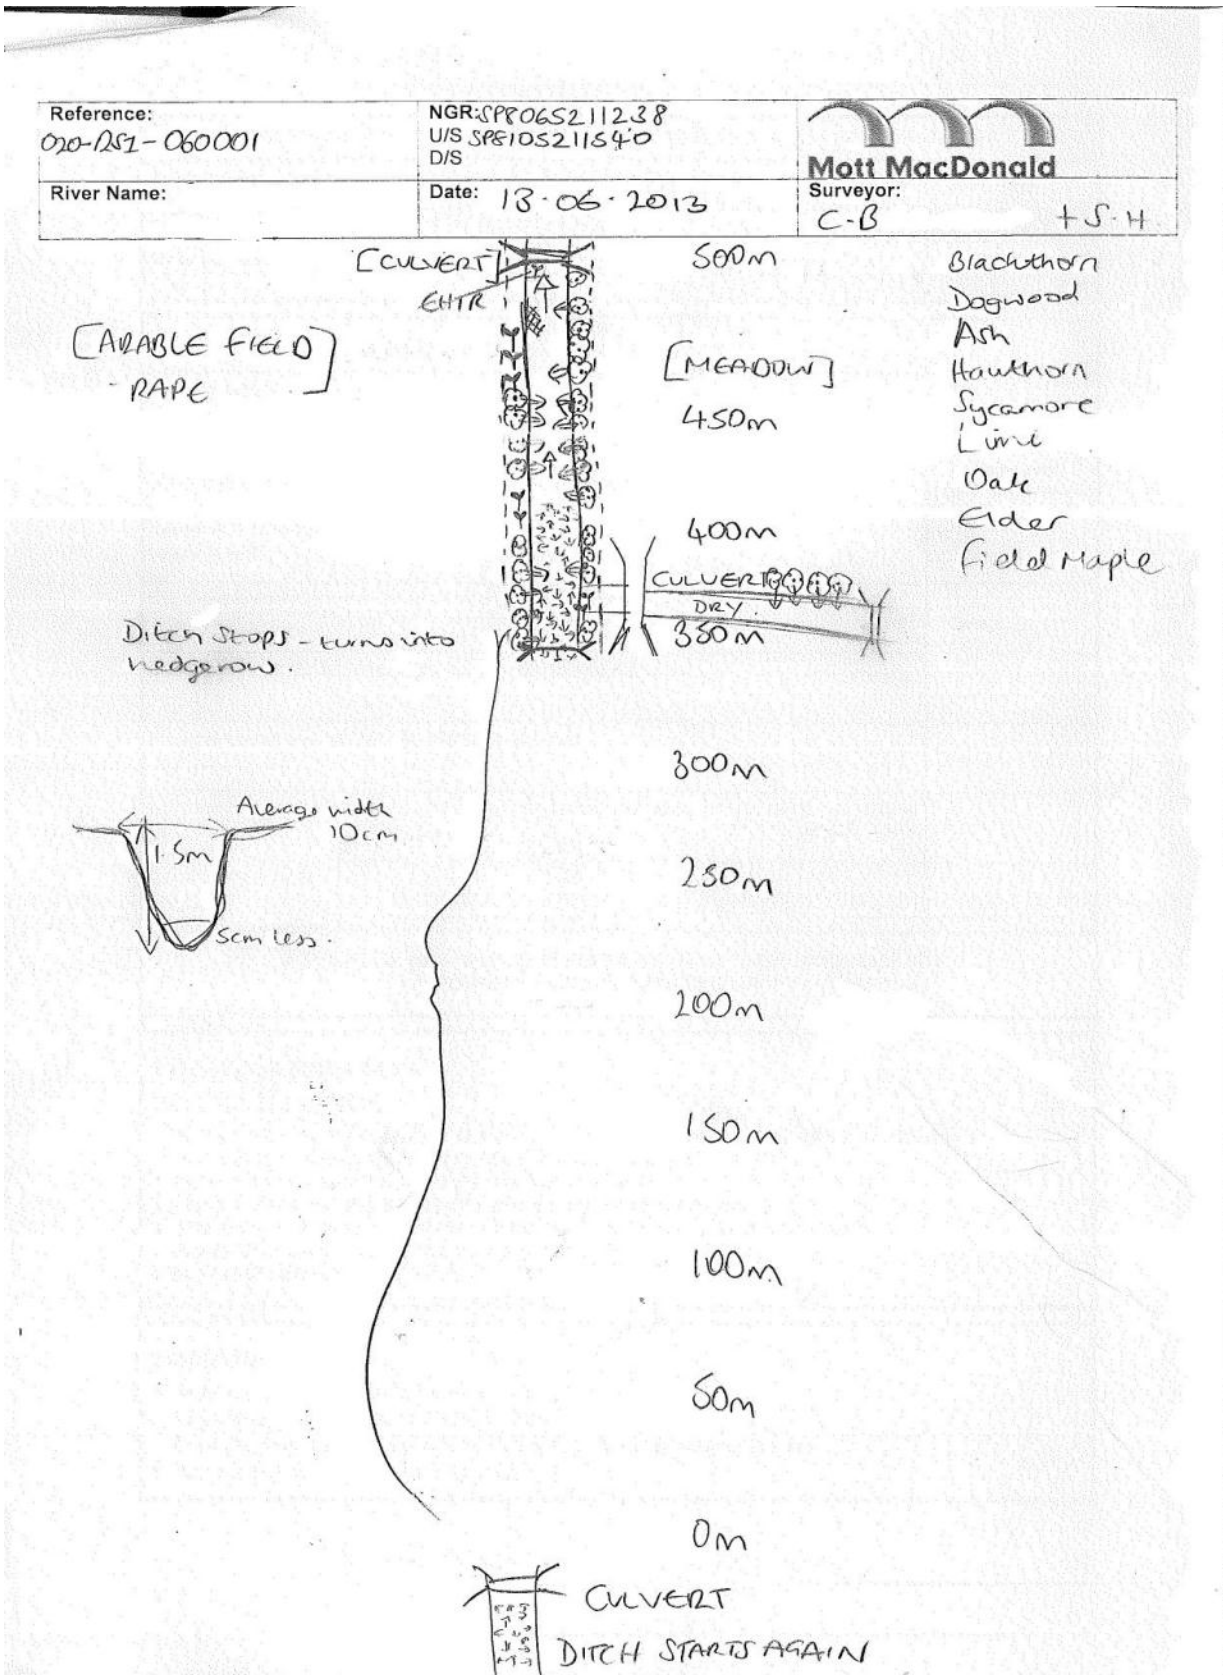 Reference:
020-RS1-060001
NGR: SP8065211238
U/S SP8105211540
D/S
Mott MacDonald
River Name:
Date: 13.06.2013
Surveyor:
C-B + S.H
[CULVERT]
500m
EHTR
[ARABLE FIELD]
- RAPE
[MEADOW]
Blackthorn
Dogwood
Ash
Hawthorn
Sycamore
Lime
Oak
Elder
Field Maple
450m
400m
CULVERT
DRY.
350m
Ditch stops - turns into
hedgerow.
300m
Average width
10cm
1.5m
5cm less.
250m
200m
150m
100m
50m
0m
CULVERT
DITCH STARTS AGAIN